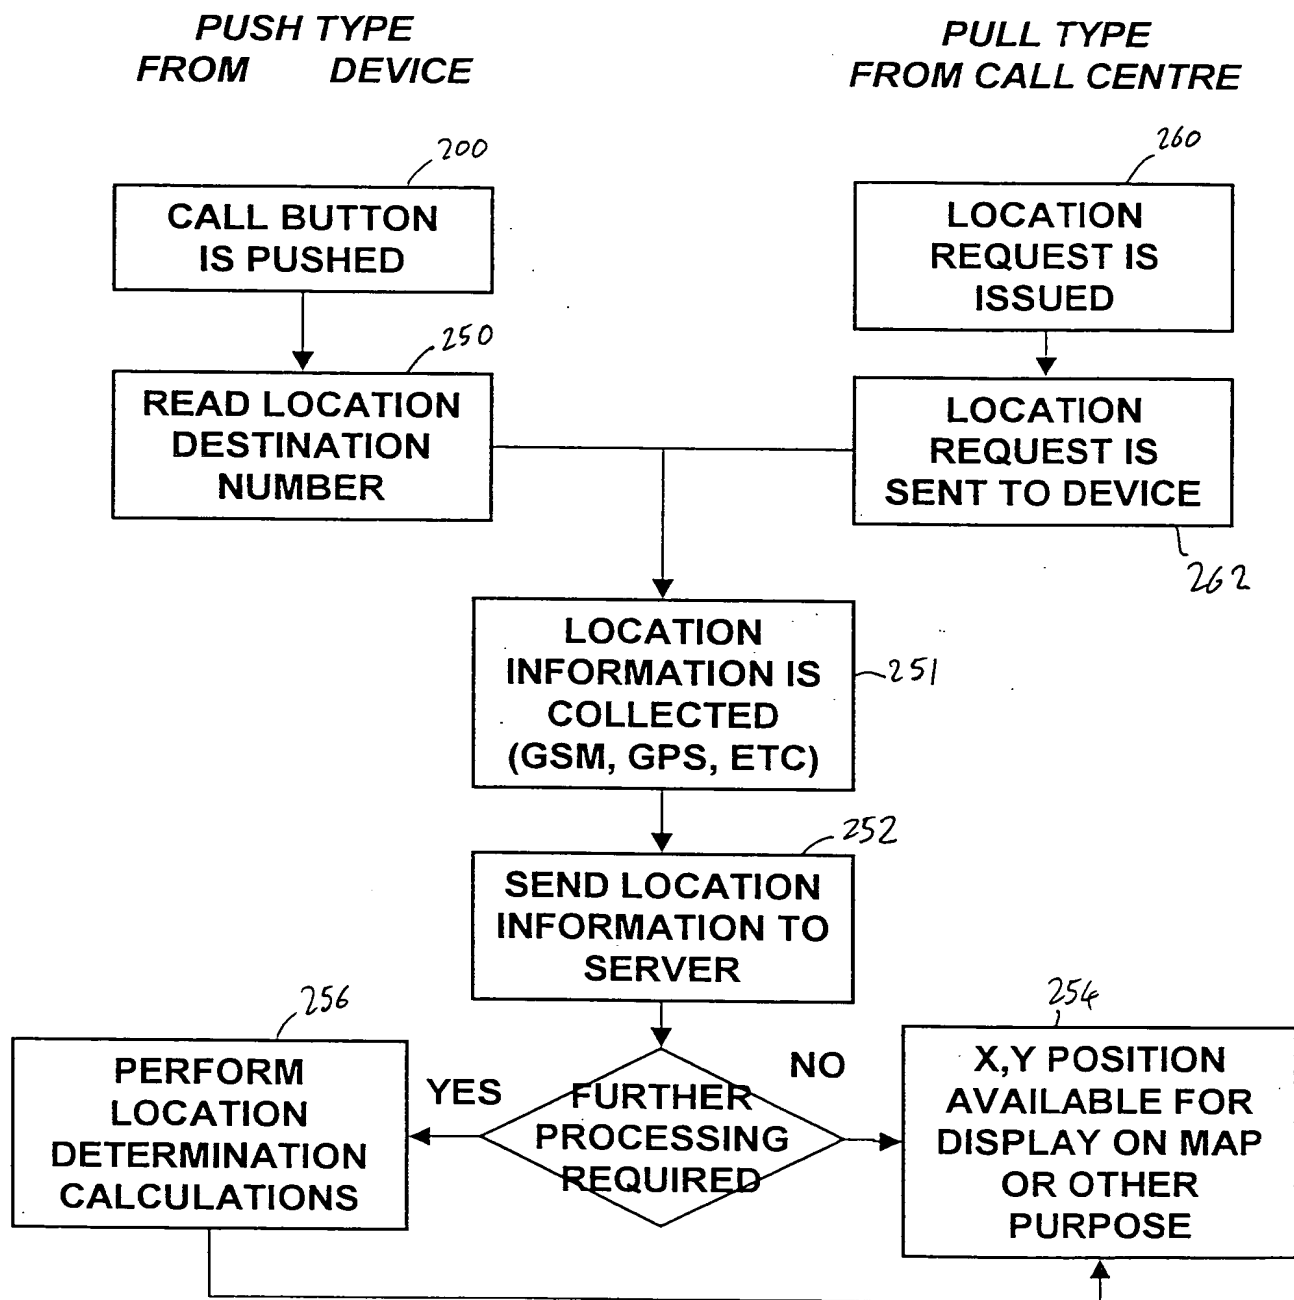 PUSH TYPE
FROM DEVICE
PULL TYPE
FROM CALL CENTRE
200
CALL BUTTON
IS PUSHED
260
LOCATION
REQUEST IS
ISSUED
250
READ LOCATION
DESTINATION
NUMBER
LOCATION
REQUEST IS
SENT TO DEVICE
262
LOCATION
INFORMATION IS
COLLECTED
(GSM, GPS, ETC)
251
252
SEND LOCATION
INFORMATION TO
SERVER
256
PERFORM
LOCATION
DETERMINATION
CALCULATIONS
YES
FURTHER
PROCESSING
REQUIRED
NO
254
X,Y POSITION
AVAILABLE FOR
DISPLAY ON MAP
OR OTHER
PURPOSE